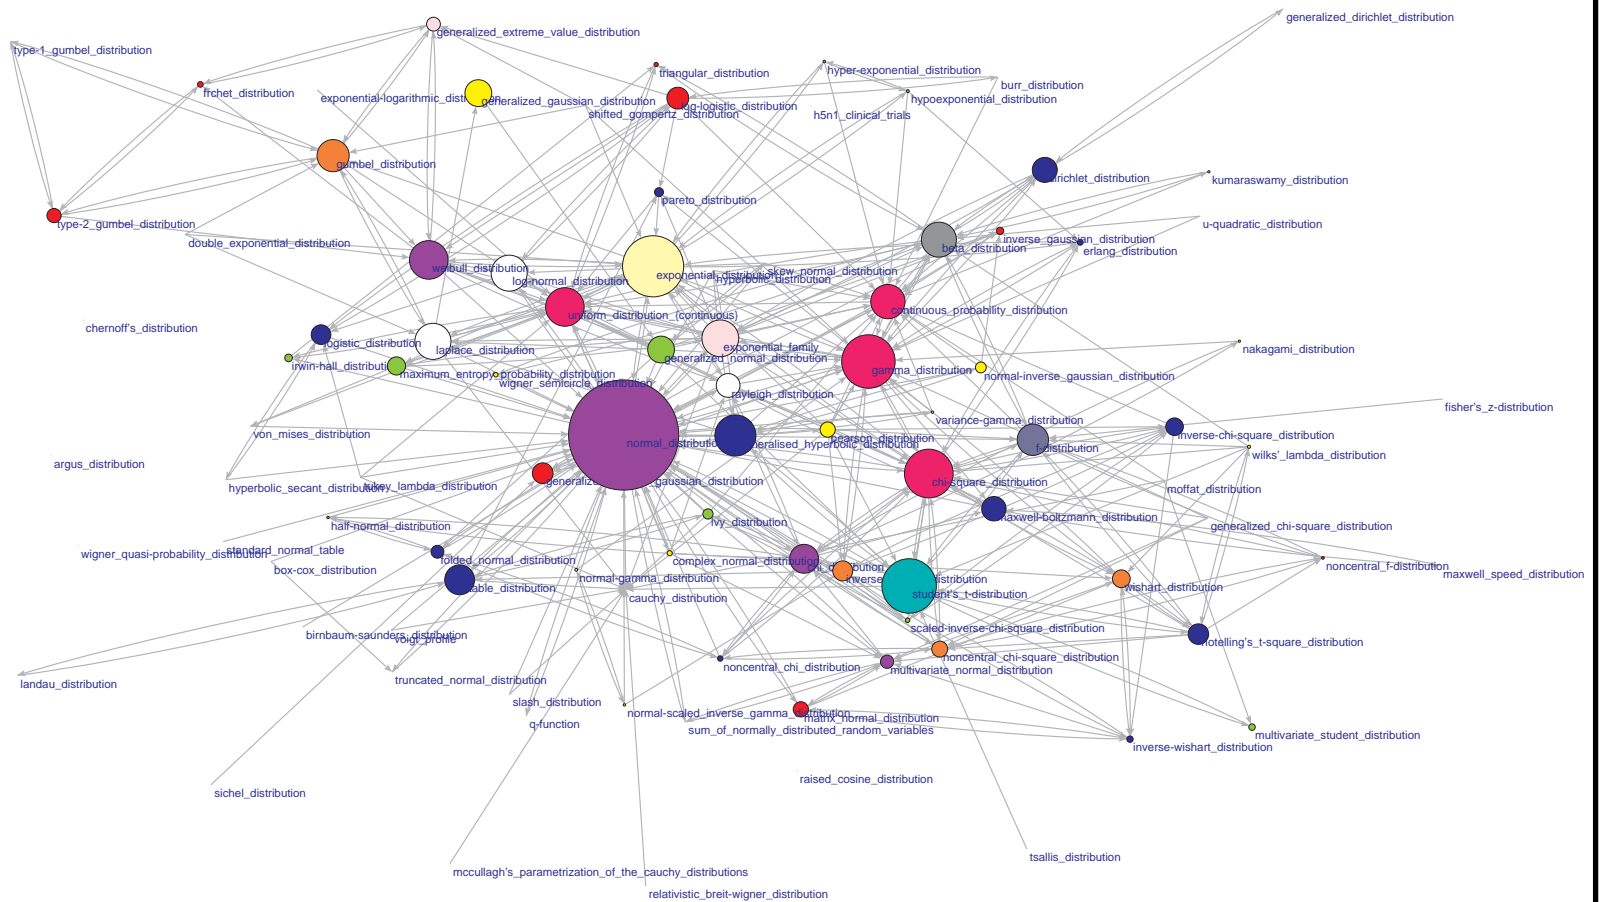 generalized_dirichlet_distribution
generalized_extreme_value_distribution
type-1_gumbel_distribution
triangular_distribution
hyper-exponential_distribution
burr_distribution
frchet_distribution
generalized_gaussian_distribution
log-logistic_distribution
hypoexponential_distribution
shifted_gompertz_distribution
h5n1_clinical_trials
gumbel_distribution
dirichlet_distribution
kumaraswamy_distribution
pareto_distribution
type-2_gumbel_distribution
u-quadratic_distribution
double_exponential_distribution
inverse_gaussian_distribution
beta_distribution
erlang_distribution
weibull_distribution
skew_normal_distribution
exponential_distribution
hyperbolic_distribution
log-normal_distribution
continuous_probability_distribution
uniform_distribution_(continuous)
chernoff's_distribution
logistic_distribution
exponential_family
laplace_distribution
nakagami_distribution
generalized_normal_distribution
irwin-hall_distribution
gamma_distribution
maximum_entropy_probability_distribution
normal-inverse_gaussian_distribution
wigner_semicircle_distribution
rayleigh_distribution
fisher's_z-distribution
variance-gamma_distribution
von_mises_distribution
inverse-chi-square_distribution
pearson_distribution
normal_distribution
generalised_hyperbolic_distribution
f-distribution
wilks'_lambda_distribution
argus_distribution
hyperbolic_secant_distribution
tukey_lambda_distribution
gaussian_distribution
chi-square_distribution
moffat_distribution
maxwell-boltzmann_distribution
lvy_distribution
half-normal_distribution
generalized_chi-square_distribution
wigner_quasi-probability_distribution
standard_normal_table
folded_normal_distribution
complex_normal_distribution
chi_distribution
box-cox_distribution
normal-gamma_distribution
noncentral_f-distribution
maxwell_speed_distribution
stable_distribution
wishart_distribution
cauchy_distribution
student's_t-distribution
scaled-inverse-chi-square_distribution
birnbaum-saunders_distribution
voigt_profile
hotelling's_t-square_distribution
noncentral_chi_distribution
noncentral_chi-square_distribution
multivariate_normal_distribution
landau_distribution
truncated_normal_distribution
slash_distribution
normal-scaled_inverse_gamma_distribution
matrix_normal_distribution
q-function
sum_of_normally_distributed_random_variables
multivariate_student_distribution
inverse-wishart_distribution
raised_cosine_distribution
sichel_distribution
tsallis_distribution
mccullagh's_parametrization_of_the_cauchy_distributions
relativistic_breit-wigner_distribution